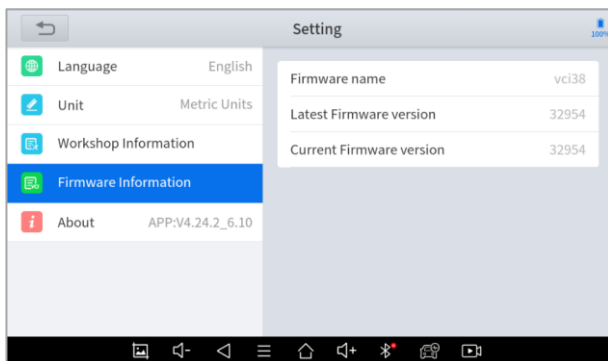 Setting
100%
Language English
Unit Metric Units
Workshop Information
Firmware Information
About APP:V4.24.2_6.10
Firmware name vci38
Latest Firmware version 32954
Current Firmware version 32954